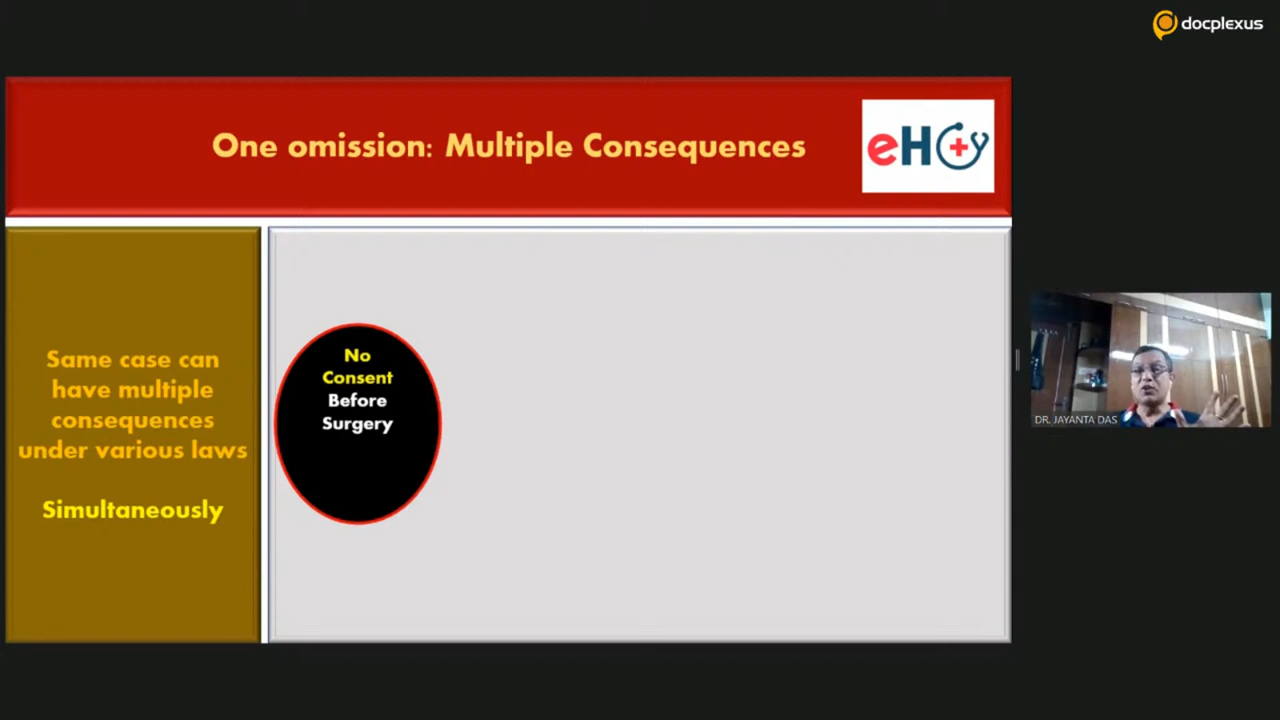 docplexus
One omission: Multiple Consequences
eHCy
Same case can
have multiple
consequences
under various laws
Simultaneously
No
Consent
Before
Surgery
DR. JAYANTA DAS